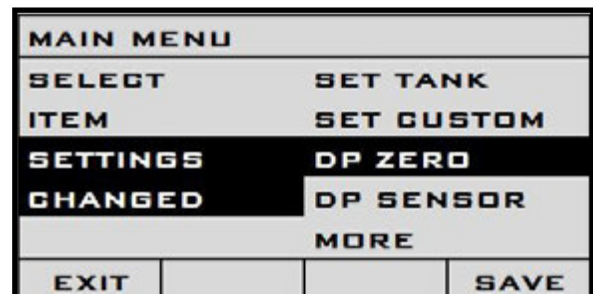 MAIN MENU
SELECT SET TANK
ITEM SET CUSTOM
SETTINGS DP ZERO
CHANGED DP SENSOR
MORE
EXIT SAVE